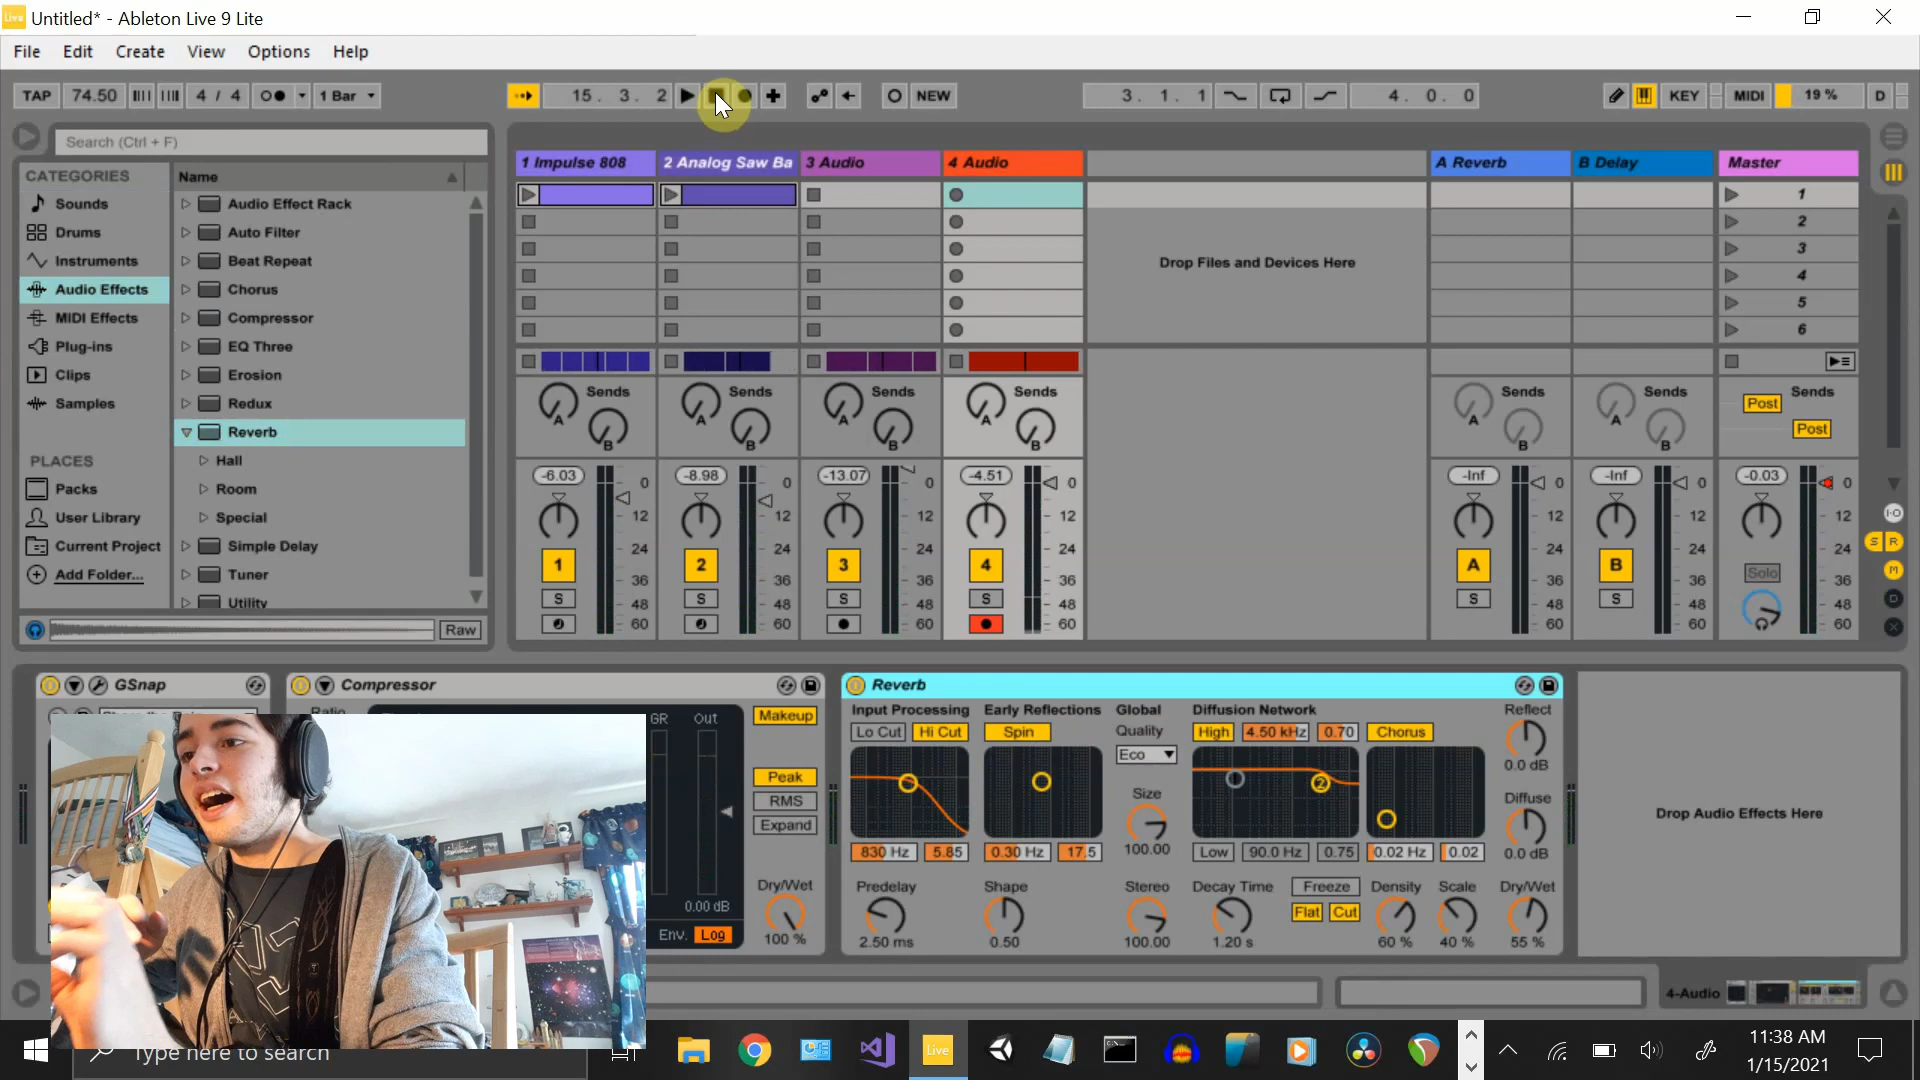 Untitled* - Ableton Live 9 Lite
File Edit Create View Options Help
TAP 74.50 4 / 4 1 Bar 15. 3. 2 NEW 3. 1. 1 4. 0. 0 KEY MIDI 19 % D
Search (Ctrl + F)
CATEGORIES
Sounds
Drums
Instruments
Audio Effects
MIDI Effects
Plug-ins
Clips
Samples
PLACES
Packs
User Library
Current Project
Add Folder...
Name
Audio Effect Rack
Auto Filter
Beat Repeat
Chorus
Compressor
EQ Three
Erosion
Redux
Reverb
Hall
Room
Special
Simple Delay
Tuner
Utility
Raw
1 Impulse 808 2 Analog Saw Ba 3 Audio 4 Audio A Reverb B Delay Master
1
2
3
4
5
6
Drop Files and Devices Here
Sends Sends Sends Sends Sends Sends Sends
A A A A A A Post
B B B B B B Post
-6.03 -8.98 -13.07 -4.51 -Inf -Inf -0.03
0 0 0 0 0 0 0
12 12 12 12 12 12 12
24 24 24 24 24 24 24
1 2 3 4 A B Solo
36 36 36 36 36 36 36
S S S S S S
48 48 48 48 48 48 48
60 60 60 60 60 60 60
I-O
S R
M
D
X
GSnap
Compressor
Ratio
GR Out
Makeup
Peak
RMS
Expand
Dry/Wet
100 %
0.00 dB
Env. Log
Reverb
Input Processing Early Reflections Global Diffusion Network Reflect
Lo Cut Hi Cut Spin Quality High 4.50 kHz 0.70 Chorus
Eco 0.0 dB
2
Size Diffuse
100.00 0.0 dB
830 Hz 5.85 0.30 Hz 17.5 Low 90.0 Hz 0.75 0.02 Hz 0.02
Predelay Shape Stereo Decay Time Freeze Density Scale Dry/Wet
Flat Cut
2.50 ms 0.50 100.00 1.20 s 60 % 40 % 55 %
Drop Audio Effects Here
4-Audio
Type here to search
Live
11:38 AM
1/15/2021